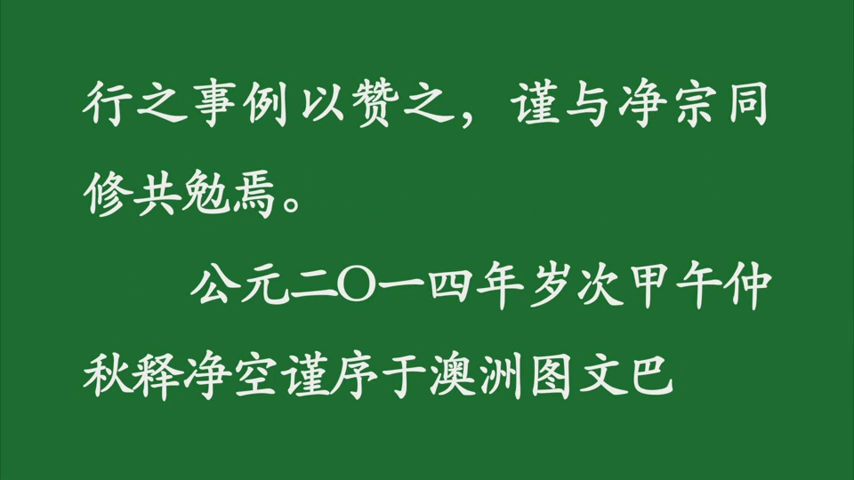 行之事例以赞之，谨与净宗同
修共勉焉。
公元二〇一四年岁次甲午仲
秋释净空谨序于澳洲图文巴